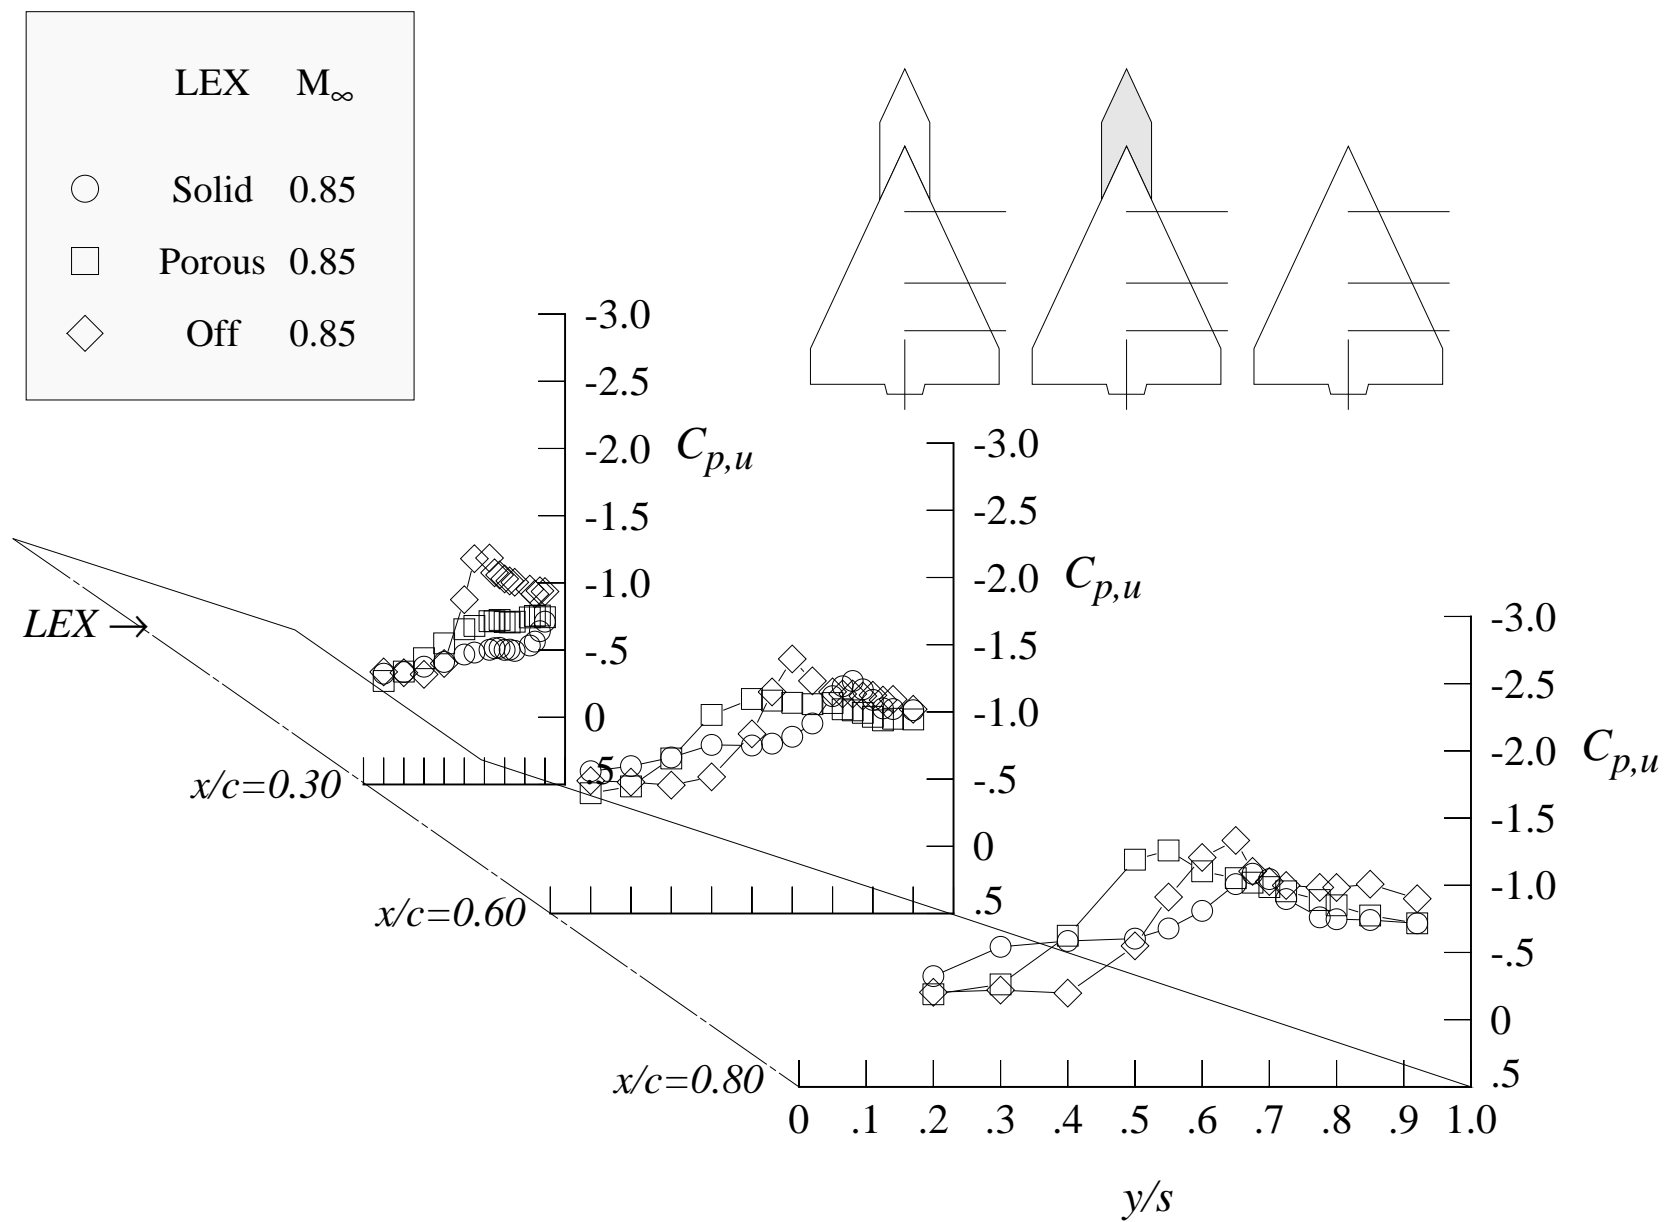 LEX M∞
Solid 0.85
Porous 0.85
Off 0.85
-3.0
-2.5
-2.0 Cp,u
-1.5
-1.0
-.5
0
.5
LEX →
x/c=0.30
-3.0
-2.5
-2.0 Cp,u
-1.5
-1.0
-.5
0
.5
x/c=0.60
-3.0
-2.5
-2.0 Cp,u
-1.5
-1.0
-.5
0
.5
x/c=0.80
0 .1 .2 .3 .4 .5 .6 .7 .8 .9 1.0
y/s